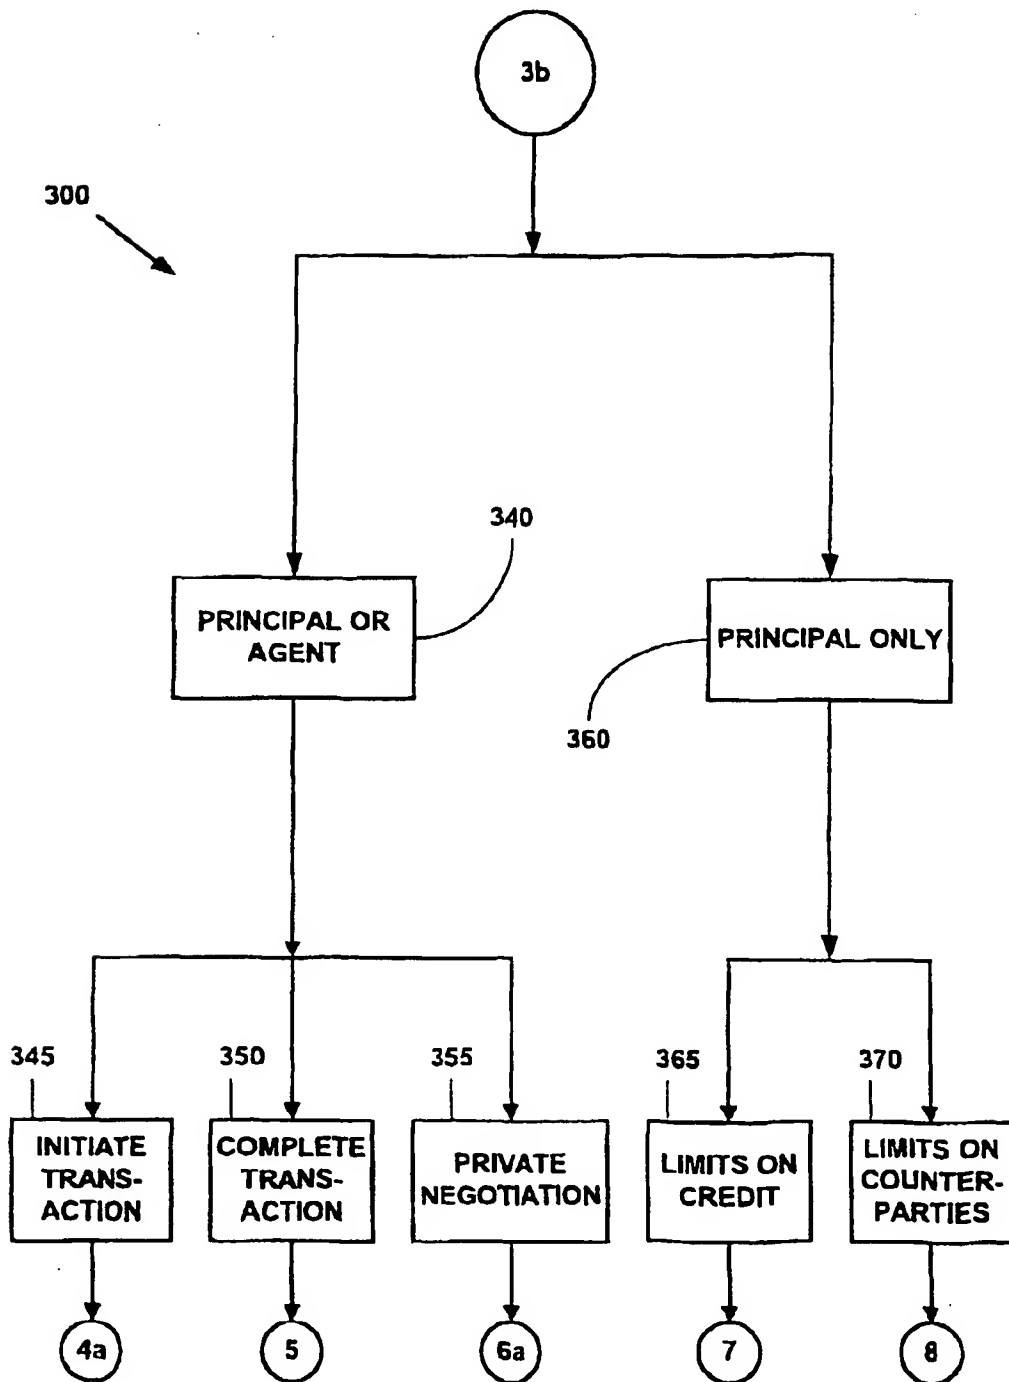 3b
300
340
PRINCIPAL OR
AGENT
PRINCIPAL ONLY
360
345
350
355
365
370
INITIATE
TRANS-
ACTION
COMPLETE
TRANS-
ACTION
PRIVATE
NEGOTIATION
LIMITS ON
CREDIT
LIMITS ON
COUNTER-
PARTIES
4a
5
6a
7
8